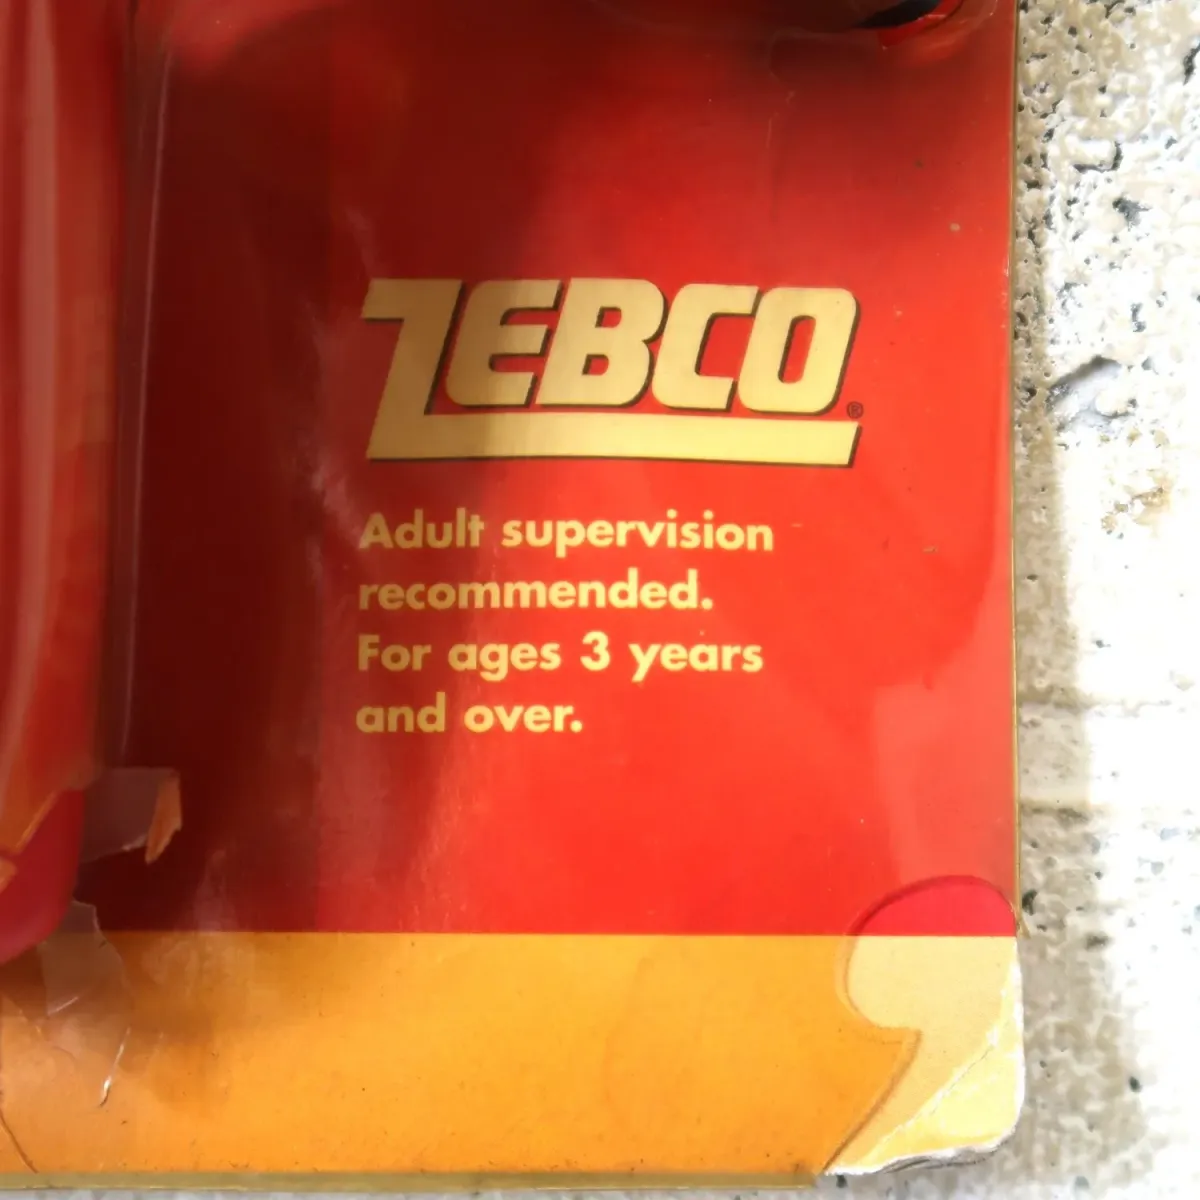 ZEBCO®
Adult supervision
recommended.
For ages 3 years
and over.